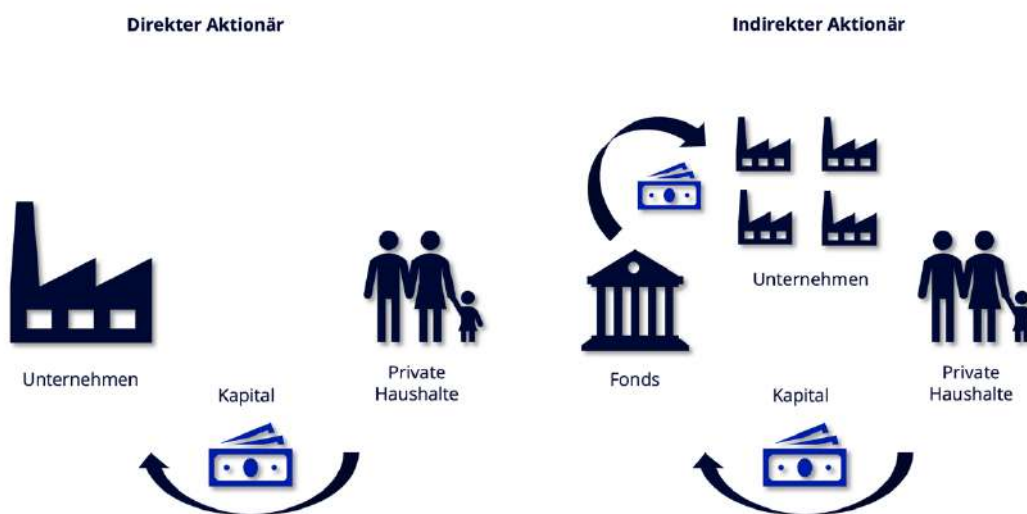 Direkter Aktionär
Unternehmen
Kapital
Private
Haushalte
Indirekter Aktionär
Unternehmen
Fonds
Kapital
Private
Haushalte